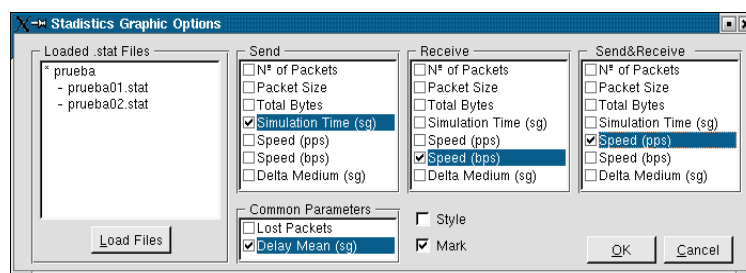 Stadistics Graphic Options
Loaded .stat Files
* prueba
- prueba01.stat
- prueba02.stat
Load Files
Send
Nº of Packets
Packet Size
Total Bytes
Simulation Time (sg)
Speed (pps)
Speed (bps)
Delta Medium (sg)
Receive
Nº of Packets
Packet Size
Total Bytes
Simulation Time (sg)
Speed (pps)
Speed (bps)
Delta Medium (sg)
Send&Receive
Nº of Packets
Packet Size
Total Bytes
Simulation Time (sg)
Speed (pps)
Speed (bps)
Delta Medium (sg)
Common Parameters
Lost Packets
Delay Mean (sg)
Style
Mark
OK
Cancel